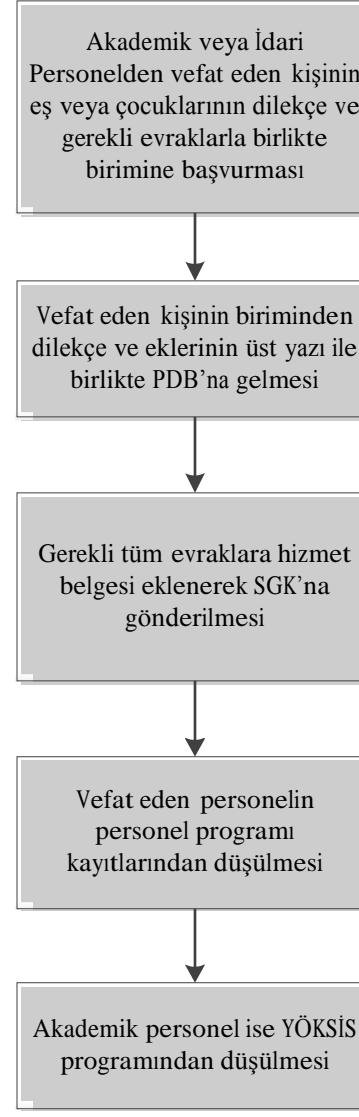 Akademik veya İdari
Personelden vefat eden kişinin
eş veya çocuklarının dilekçe ve
gerekli evraklarla birlikte
birimine başvurması
Vefat eden kişinin biriminden
dilekçe ve eklerinin üst yazı ile
birlikte PDB’na gelmesi
Gerekli tüm evraklara hizmet
belgesi eklenerek SGK’na
gönderilmesi
Vefat eden personelin
personel programı
kayıtlarından düşülmesi
Akademik personel ise YÖKSİS
programından düşülmesi